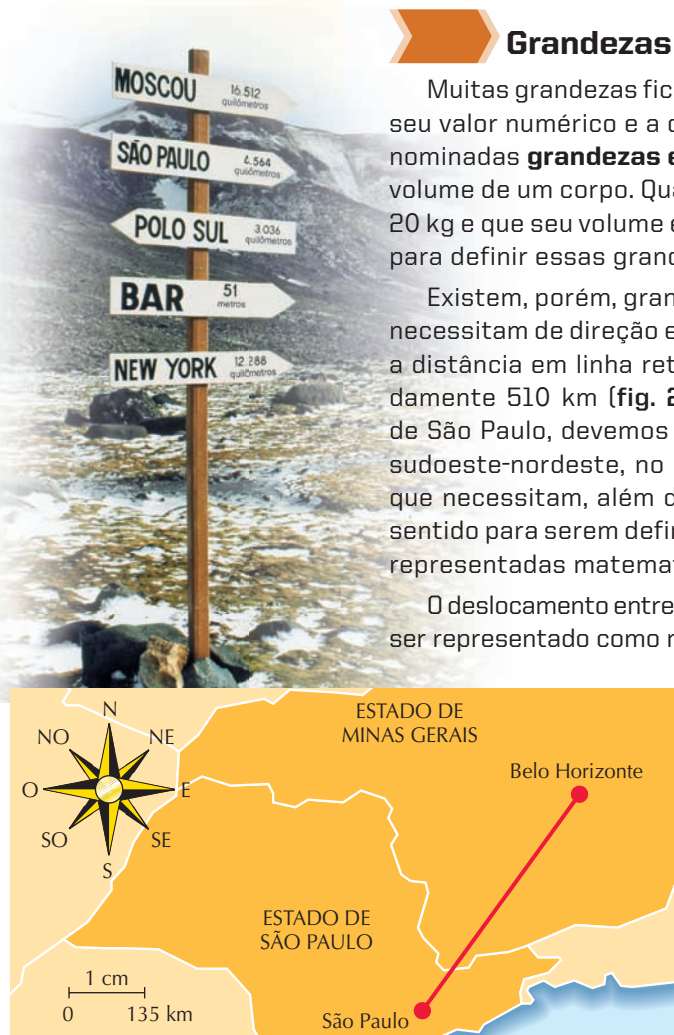 MOSCOU
16.512
quilômetros
SÃO PAULO
4.564
quilômetros
POLO SUL
3.036
quilômetros
BAR
51
metros
NEW YORK
12.288
quilômetros
Grandezas
Muitas grandezas fic
seu valor numérico e a
nominadas grandezas e
volume de um corpo. Qua
20 kg e que seu volume e
para definir essas grand
Existem, porém, gran
necessitam de direção e
a distância em linha ret
damente 510 km (fig. 2
de São Paulo, devemos
sudoeste-nordeste, no
que necessitam, além d
sentido para serem defin
representadas matemat
O deslocamento entre
ser representado como
N
NO
NE
O
E
SO
SE
S
ESTADO DE
MINAS GERAIS
Belo Horizonte
ESTADO DE
SÃO PAULO
São Paulo
1 cm
0 135 km